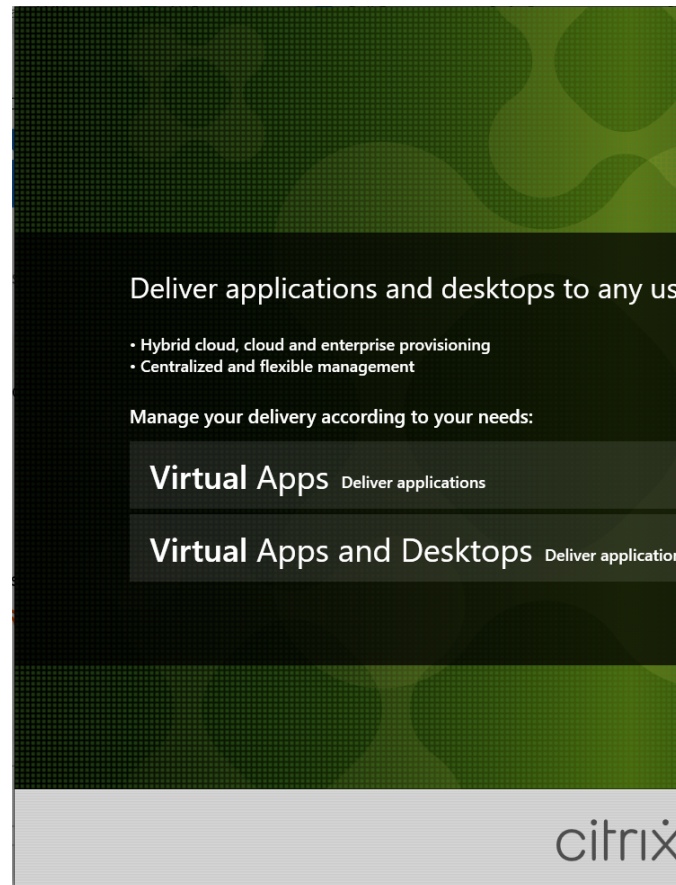 Deliver applications and desktops to any us
• Hybrid cloud, cloud and enterprise provisioning
• Centralized and flexible management
Manage your delivery according to your needs:
Virtual Apps Deliver applications
Virtual Apps and Desktops Deliver application
citrix